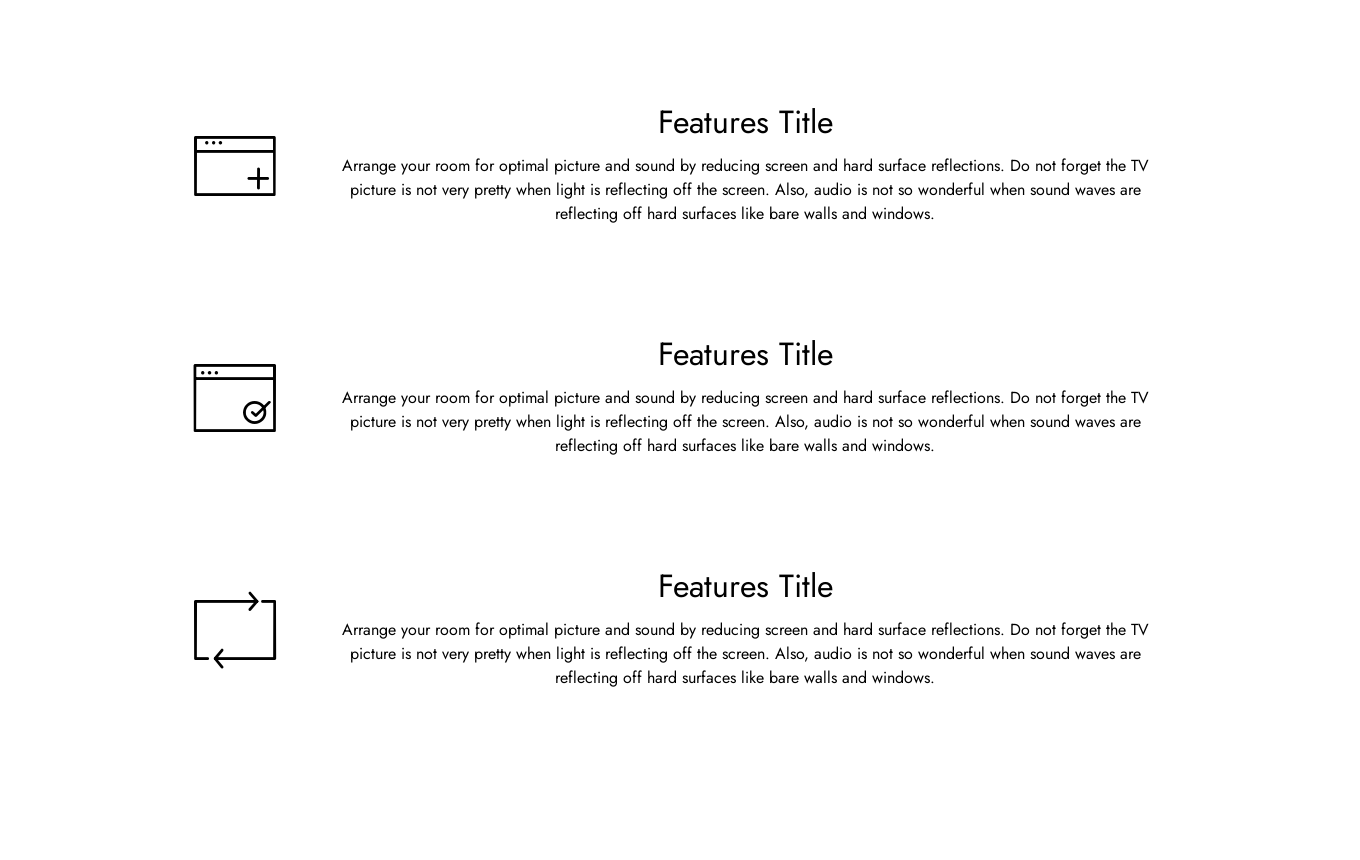 Features Title
Arrange your room for optimal picture and sound by reducing screen and hard surface reflections. Do not forget the TV
picture is not very pretty when light is reflecting off the screen. Also, audio is not so wonderful when sound waves are
reflecting off hard surfaces like bare walls and windows.
Features Title
Arrange your room for optimal picture and sound by reducing screen and hard surface reflections. Do not forget the TV
picture is not very pretty when light is reflecting off the screen. Also, audio is not so wonderful when sound waves are
reflecting off hard surfaces like bare walls and windows.
Features Title
Arrange your room for optimal picture and sound by reducing screen and hard surface reflections. Do not forget the TV
picture is not very pretty when light is reflecting off the screen. Also, audio is not so wonderful when sound waves are
reflecting off hard surfaces like bare walls and windows.